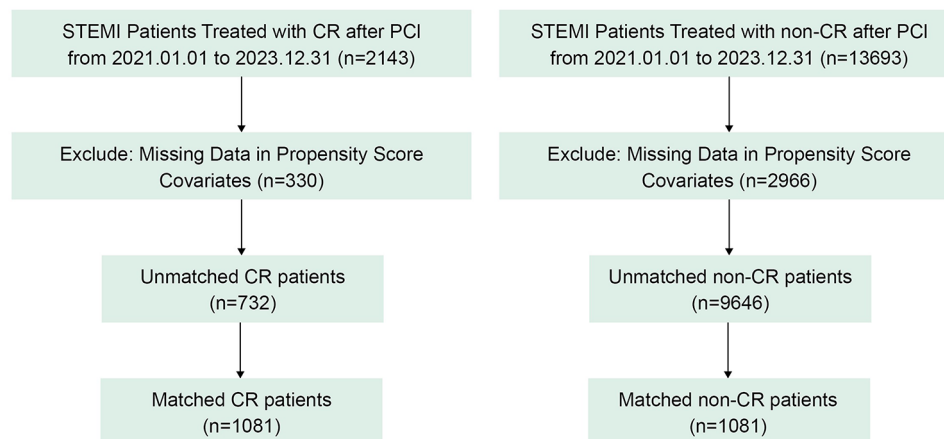 STEMI Patients Treated with CR after PCI
from 2021.01.01 to 2023.12.31 (n=2143)
Exclude: Missing Data in Propensity Score
Covariates (n=330)
Unmatched CR patients
(n=732)
Matched CR patients
(n=1081)
STEMI Patients Treated with non-CR after PCI
from 2021.01.01 to 2023.12.31 (n=13693)
Exclude: Missing Data in Propensity Score
Covariates (n=2966)
Unmatched non-CR patients
(n=9646)
Matched non-CR patients
(n=1081)